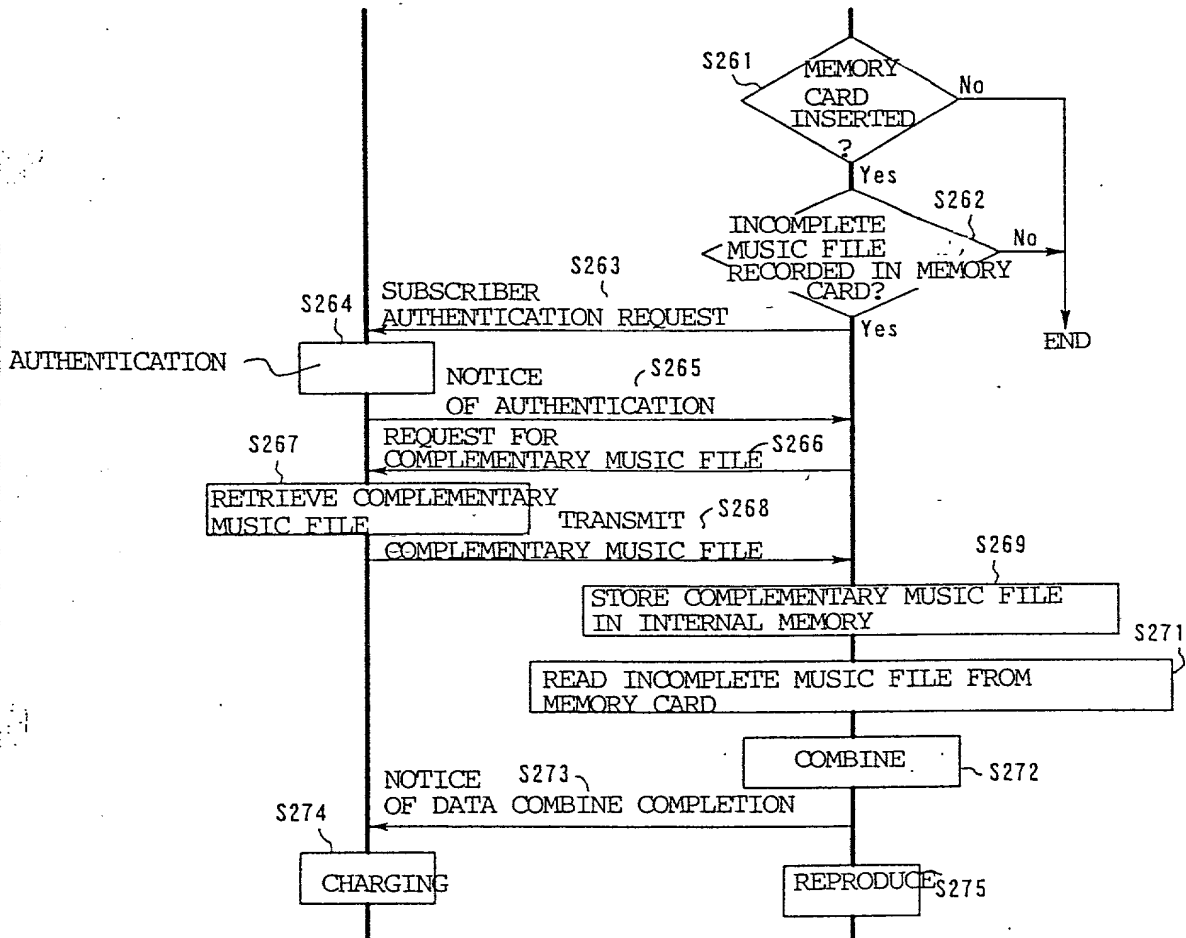 S261
MEMORY
CARD
INSERTED
?
No
Yes
S262
INCOMPLETE
MUSIC FILE
RECORDED IN MEMORY
CARD?
No
Yes
END
S263
SUBSCRIBER
AUTHENTICATION REQUEST
S264
AUTHENTICATION
S265
NOTICE
OF AUTHENTICATION
REQUEST FOR
COMPLEMENTARY MUSIC FILE
S266
S267
RETRIEVE COMPLEMENTARY
MUSIC FILE
TRANSMIT
S268
COMPLEMENTARY MUSIC FILE
S269
STORE COMPLEMENTARY MUSIC FILE
IN INTERNAL MEMORY
S271
READ INCOMPLETE MUSIC FILE FROM
MEMORY CARD
COMBINE
S272
NOTICE
S273
OF DATA COMBINE COMPLETION
S274
CHARGING
REPRODUCE
S275